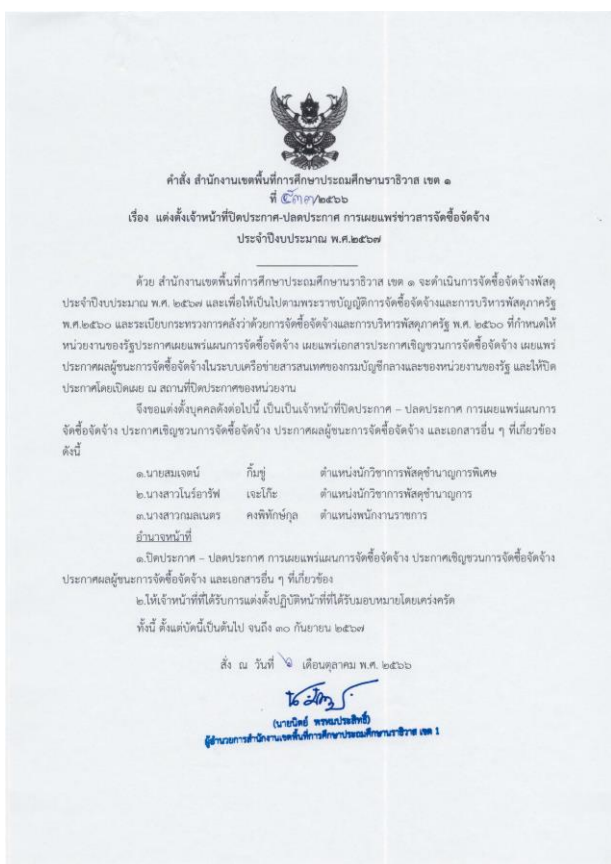 คำสั่ง สำนักงานเขตพื้นที่การศึกษาประถมศึกษานราธิวาส เขต ๑
ที่ ๕๓๓/๒๕๖๖
เรื่อง แต่งตั้งเจ้าหน้าที่ปิดประกาศ-ปลดประกาศ การเผยแพร่ข่าวสารจัดซื้อจัดจ้าง
ประจำปีงบประมาณ พ.ศ.๒๕๖๗
ด้วย สำนักงานเขตพื้นที่การศึกษาประถมศึกษานราธิวาส เขต ๑ จะดำเนินการจัดซื้อจัดจ้างพัสดุ
ประจำปีงบประมาณ พ.ศ. ๒๕๖๗ และเพื่อให้เป็นไปตามพระราชบัญญัติการจัดซื้อจัดจ้างและการบริหารพัสดุภาครัฐ
พ.ศ.๒๕๖๐ และระเบียบกระทรวงการคลังว่าด้วยการจัดซื้อจัดจ้างและการบริหารพัสดุภาครัฐ พ.ศ. ๒๕๖๐ ที่กำหนดให้
หน่วยงานของรัฐประกาศเผยแพร่แผนการจัดซื้อจัดจ้าง เผยแพร่เอกสารประกาศเชิญชวนการจัดซื้อจัดจ้าง เผยแพร่
ประกาศผลผู้ชนะการจัดซื้อจัดจ้างในระบบเครือข่ายสารสนเทศของกรมบัญชีกลางและของหน่วยงานของรัฐ และให้ปิด
ประกาศโดยเปิดเผย ณ สถานที่ปิดประกาศของหน่วยงาน
จึงขอแต่งตั้งบุคคลดังต่อไปนี้ เป็นเป็นเจ้าหน้าที่ปิดประกาศ – ปลดประกาศ การเผยแพร่แผนการ
จัดซื้อจัดจ้าง ประกาศเชิญชวนการจัดซื้อจัดจ้าง ประกาศผลผู้ชนะการจัดซื้อจัดจ้าง และเอกสารอื่น ๆ ที่เกี่ยวข้อง
ดังนี้
๑.นายสมเจตน์ กิ้มขู่ ตำแหน่งนักวิชาการพัสดุชำนาญการพิเศษ
๒.นางสาวโนร์อารัฟ เจะโก๊ะ ตำแหน่งนักวิชาการพัสดุชำนาญการ
๓.นางสาวกมลเนตร คงพิทักษ์กุล ตำแหน่งพนักงานราชการ
อำนาจหน้าที่
๑.ปิดประกาศ – ปลดประกาศ การเผยแพร่แผนการจัดซื้อจัดจ้าง ประกาศเชิญชวนการจัดซื้อจัดจ้าง
ประกาศผลผู้ชนะการจัดซื้อจัดจ้าง และเอกสารอื่น ๆ ที่เกี่ยวข้อง
๒.ให้เจ้าหน้าที่ที่ได้รับการแต่งตั้งปฏิบัติหน้าที่ที่ได้รับมอบหมายโดยเคร่งครัด
ทั้งนี้ ตั้งแต่บัดนี้เป็นต้นไป จนถึง ๓๐ กันยายน ๒๕๖๗
สั่ง ณ วันที่ เดือนตุลาคม พ.ศ. ๒๕๖๖
(นายนิตย์ พรหมประสิทธิ์)
ผู้อำนวยการสำนักงานเขตพื้นที่การศึกษาประถมศึกษานราธิวาส เขต 1